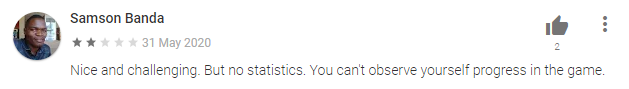 Samson Banda
31 May 2020
2
Nice and challenging. But no statistics. You can't observe yourself progress in the game.